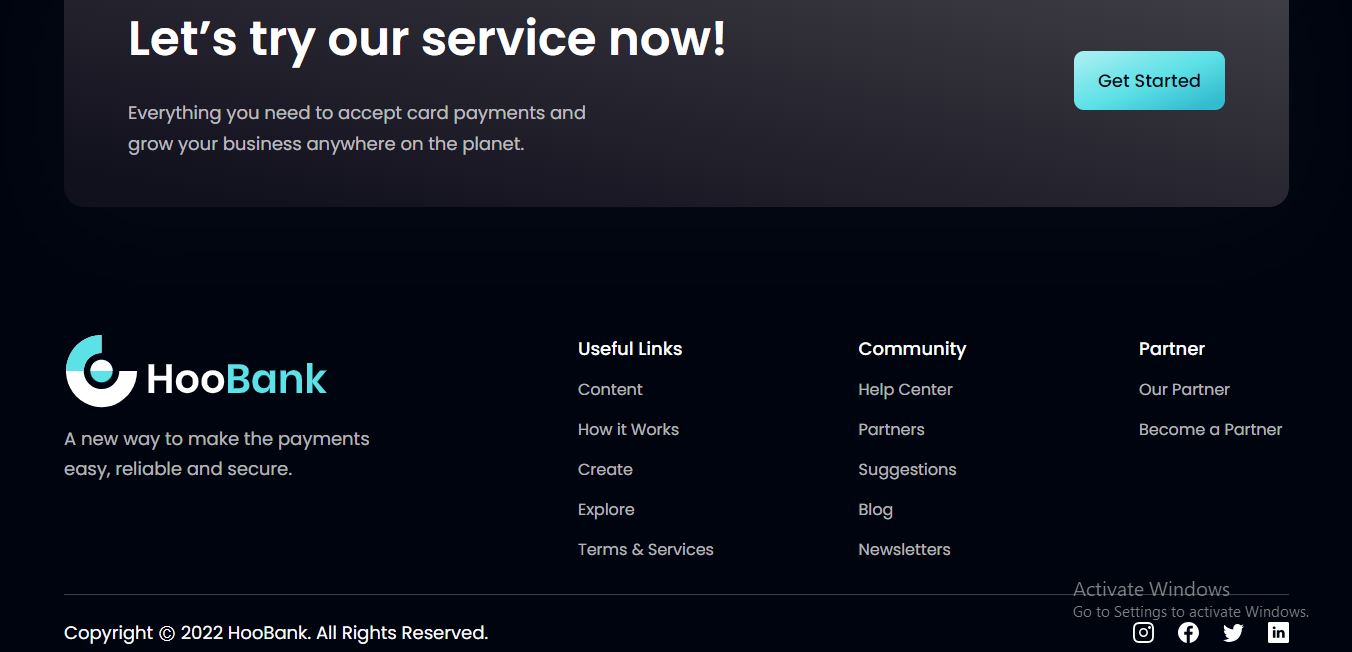 Let’s try our service now!
Everything you need to accept card payments and
grow your business anywhere on the planet.
Get Started
HooBank
A new way to make the payments
easy, reliable and secure.
Useful Links
Content
How it Works
Create
Explore
Terms & Services
Community
Help Center
Partners
Suggestions
Blog
Newsletters
Partner
Our Partner
Become a Partner
Activate Windows
Go to Settings to activate Windows.
Copyright © 2022 HooBank. All Rights Reserved.